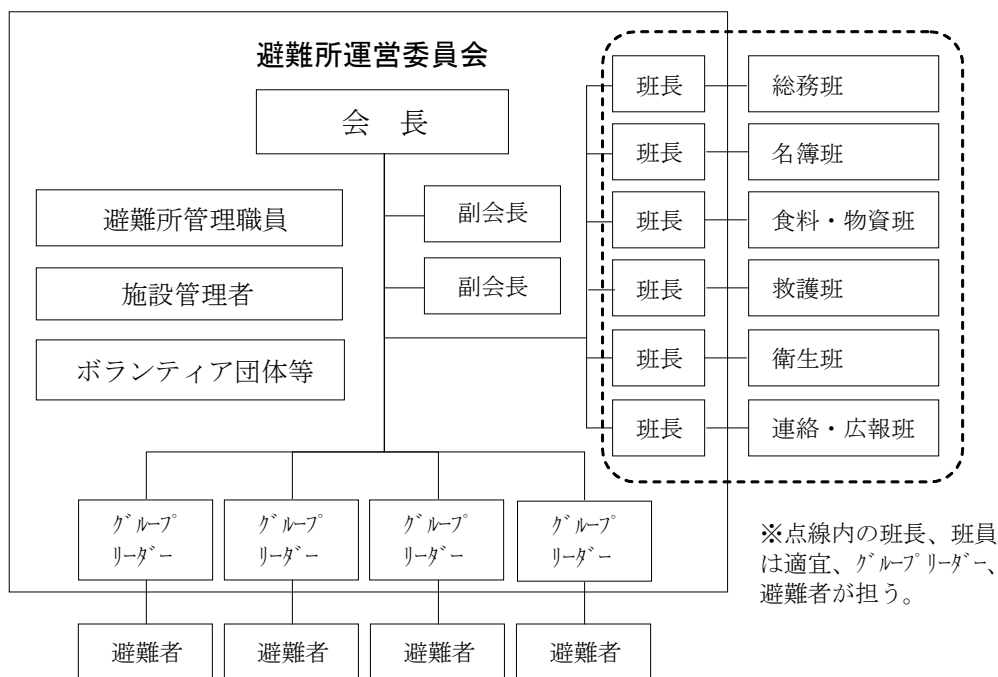 避難所運営委員会
会　長
副会長
副会長
避難所管理職員
施設管理者
ボランティア団体等
班長
総務班
班長
名簿班
班長
食料・物資班
班長
救護班
班長
衛生班
班長
連絡・広報班
ｸﾞﾙｰﾌﾟ
ﾘｰﾀﾞｰ
ｸﾞﾙｰﾌﾟ
ﾘｰﾀﾞｰ
ｸﾞﾙｰﾌﾟ
ﾘｰﾀﾞｰ
ｸﾞﾙｰﾌﾟ
ﾘｰﾀﾞｰ
避難者
避難者
避難者
避難者
※点線内の班長、班員
は適宜、ｸﾞﾙｰﾌﾟﾘｰﾀﾞｰ、
避難者が担う。